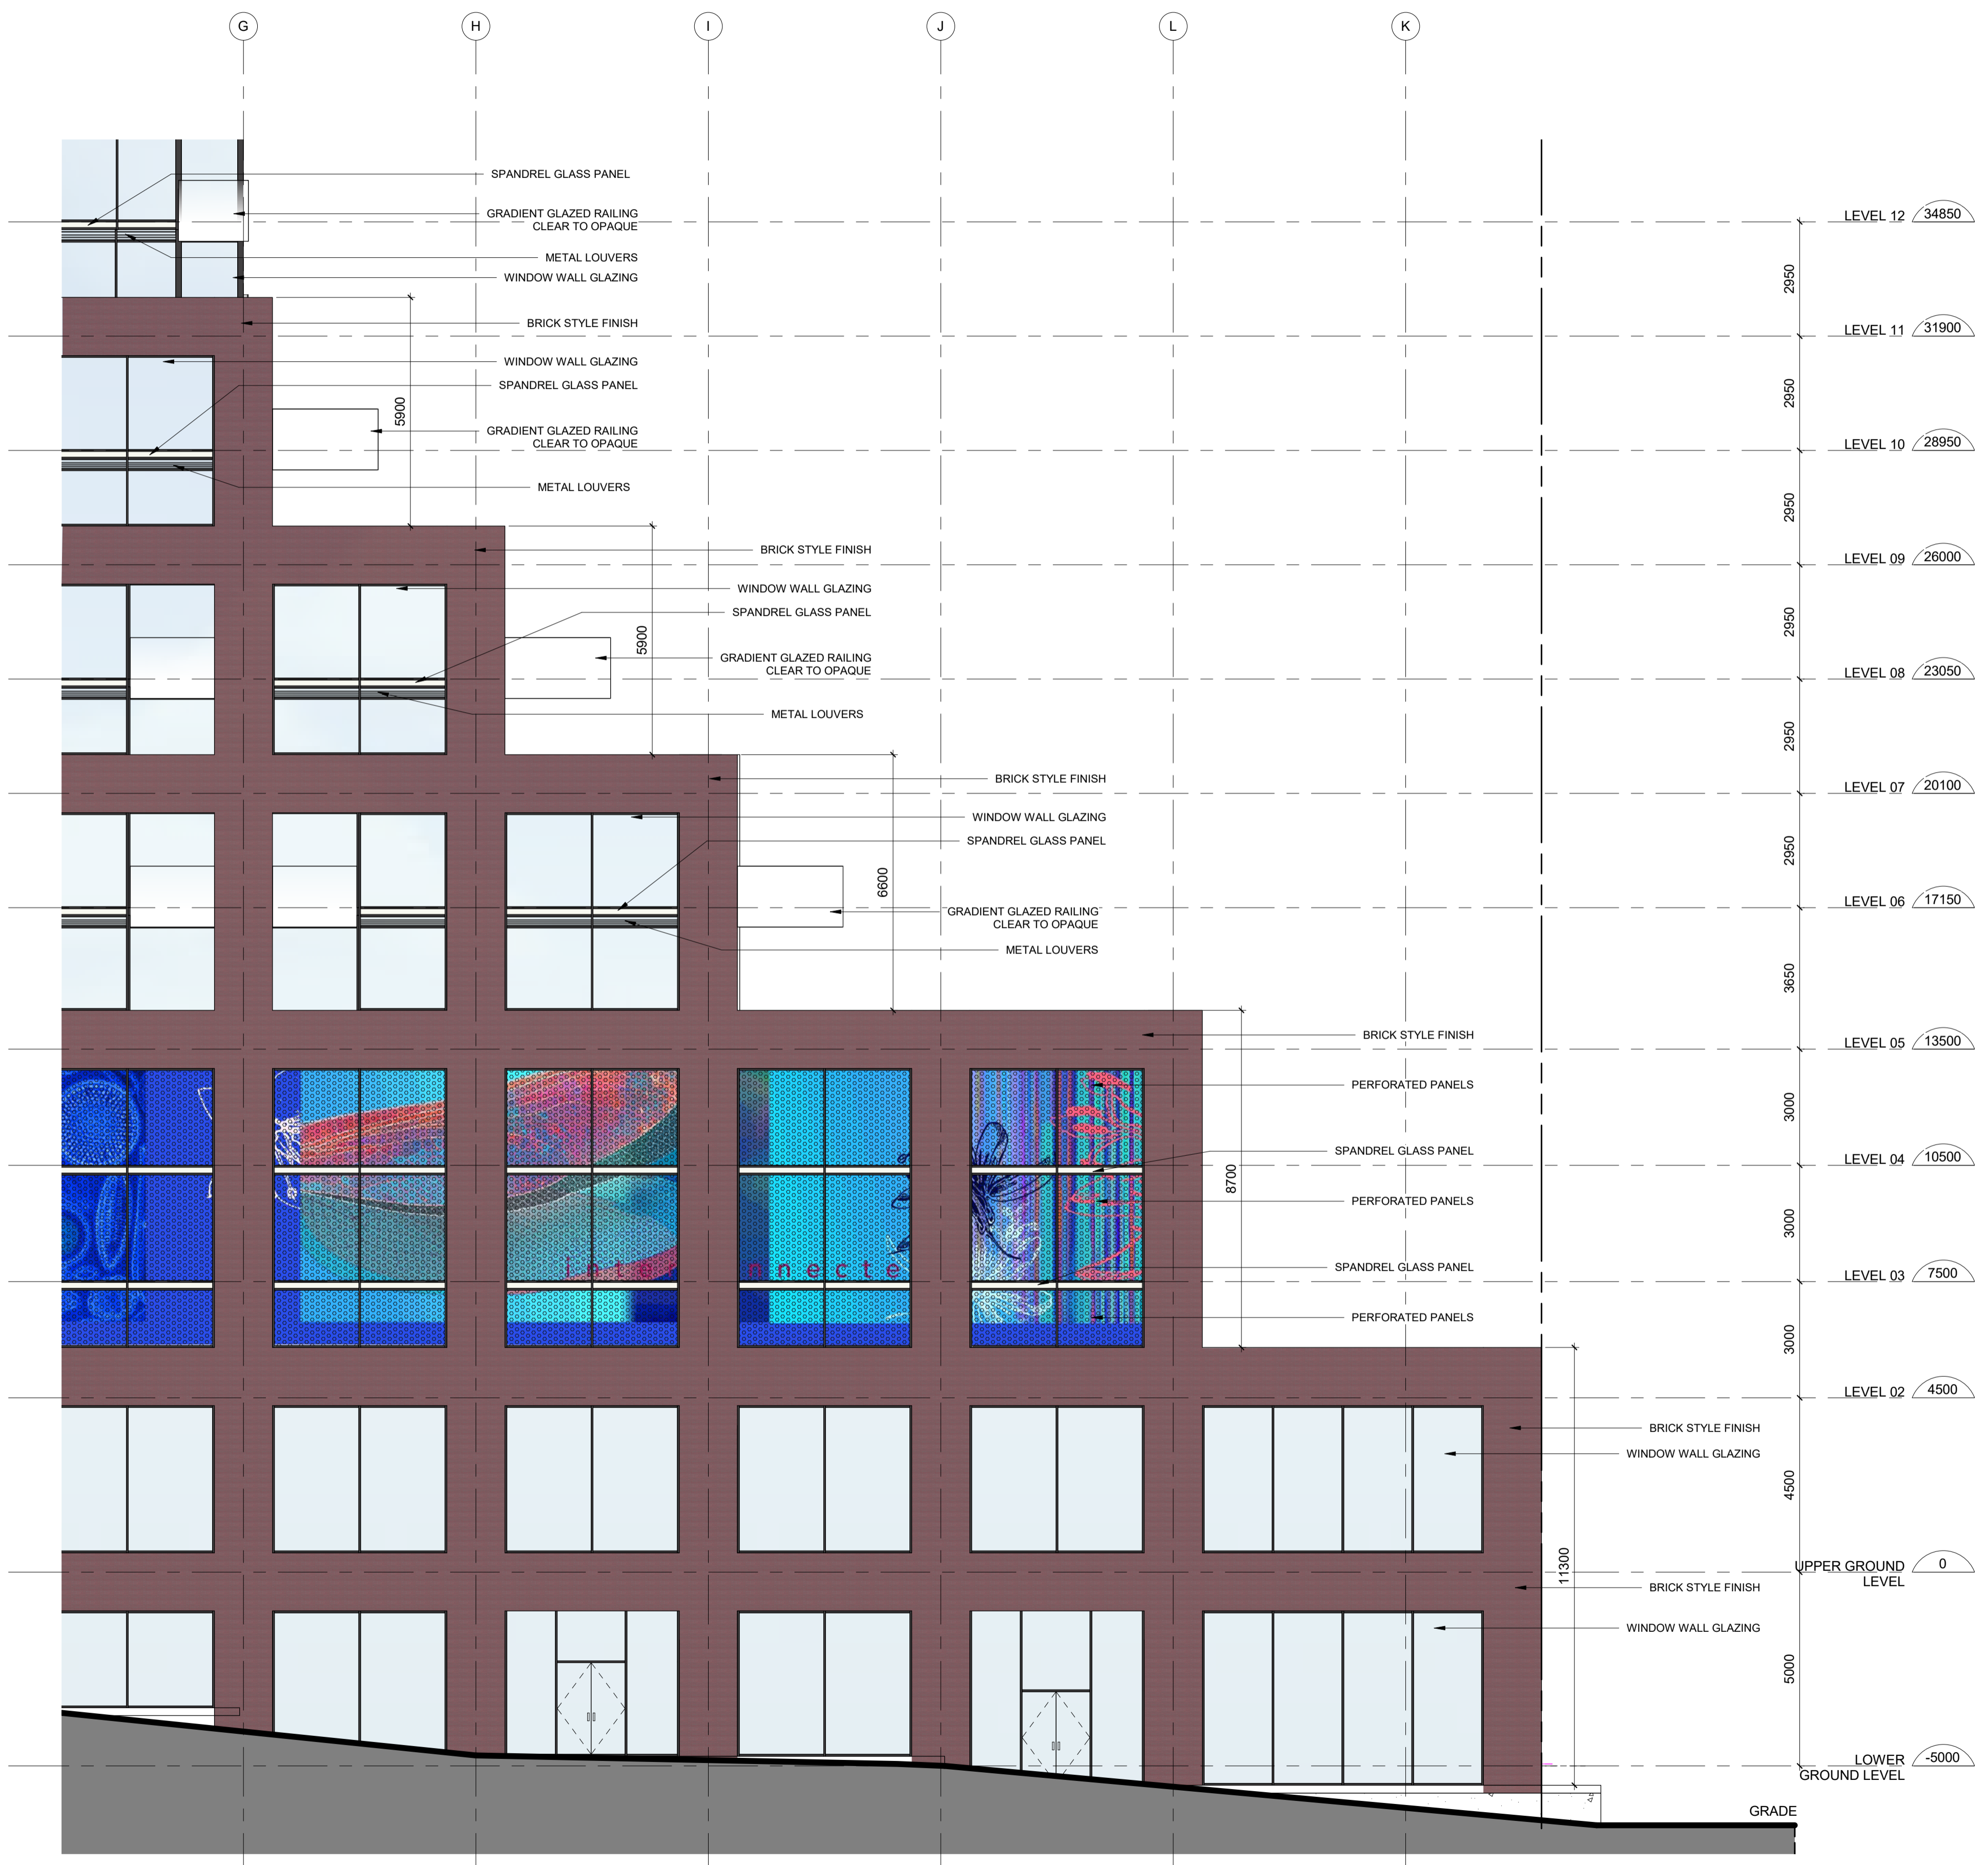 G
H
I
J
L
K
SPANDREL GLASS PANEL
GRADIENT GLAZED RAILING
CLEAR TO OPAQUE
METAL LOUVERS
WINDOW WALL GLAZING
BRICK STYLE FINISH
WINDOW WALL GLAZING
SPANDREL GLASS PANEL
5900
GRADIENT GLAZED RAILING
CLEAR TO OPAQUE
METAL LOUVERS
BRICK STYLE FINISH
WINDOW WALL GLAZING
SPANDREL GLASS PANEL
5900
GRADIENT GLAZED RAILING
CLEAR TO OPAQUE
METAL LOUVERS
BRICK STYLE FINISH
WINDOW WALL GLAZING
SPANDREL GLASS PANEL
6600
GRADIENT GLAZED RAILING
CLEAR TO OPAQUE
METAL LOUVERS
BRICK STYLE FINISH
PERFORATED PANELS
SPANDREL GLASS PANEL
8700
PERFORATED PANELS
SPANDREL GLASS PANEL
PERFORATED PANELS
inte nnecte
BRICK STYLE FINISH
WINDOW WALL GLAZING
11300
BRICK STYLE FINISH
WINDOW WALL GLAZING
LEVEL 12 34850
2950
LEVEL 11 31900
2950
LEVEL 10 28950
2950
LEVEL 09 26000
2950
LEVEL 08 23050
2950
LEVEL 07 20100
2950
LEVEL 06 17150
3650
LEVEL 05 13500
3000
LEVEL 04 10500
3000
LEVEL 03 7500
3000
LEVEL 02 4500
4500
UPPER GROUND 0
LEVEL
5000
LOWER -5000
GROUND LEVEL
GRADE